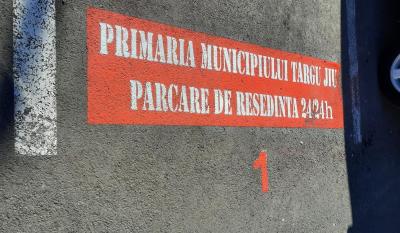 PRIMARIA MUNICIPIULUI TARGU JIU
PARCARE DE RESEDINTA 24/24h
1